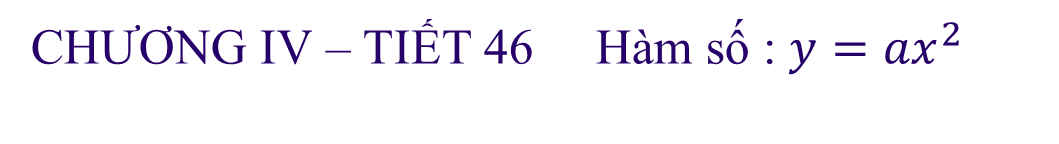 CHƯƠNG IV – TIẾT 46 Hàm số : y = ax²